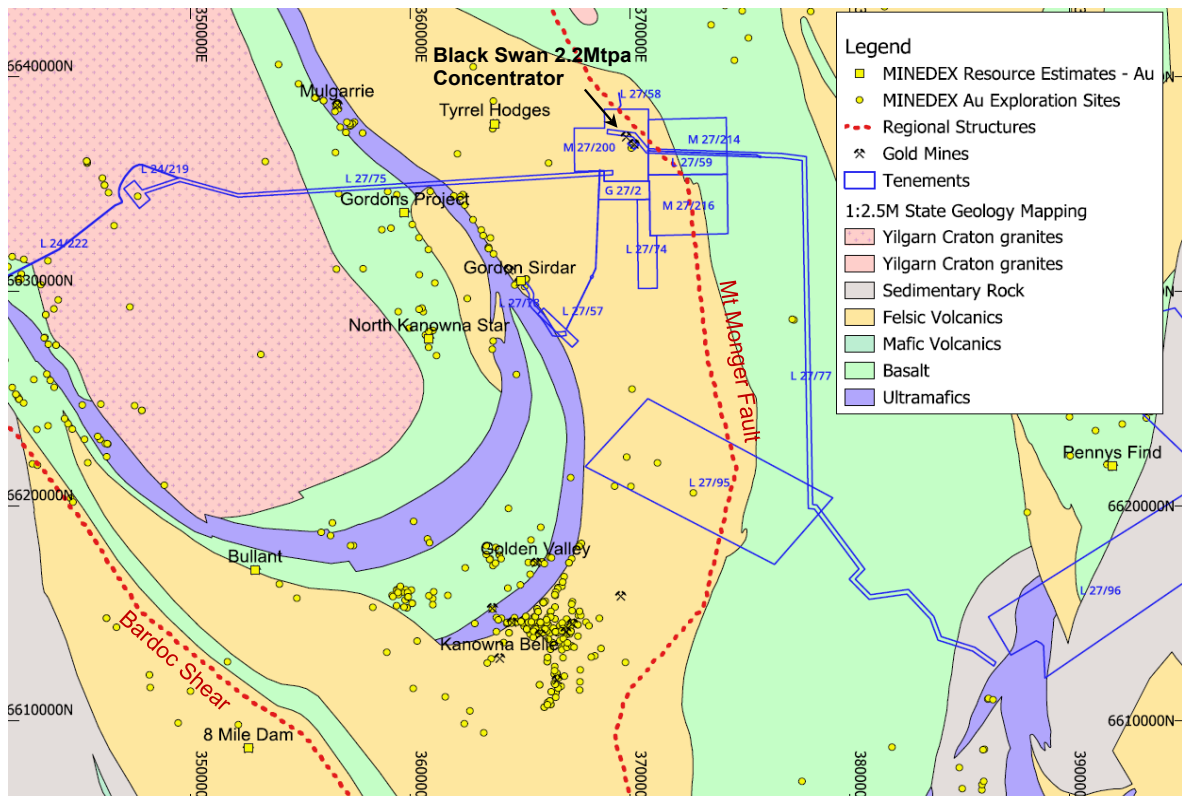 350000E
360000E
370000E
Legend
MINEDEX Resource Estimates - Au
MINEDEX Au Exploration Sites
Regional Structures
Gold Mines
Tenements
1:2.5M State Geology Mapping
Yilgarn Craton granites
Yilgarn Craton granites
Sedimentary Rock
Felsic Volcanics
Mafic Volcanics
Basalt
Ultramafics
Black Swan 2.2Mtpa
Concentrator
6640000N
Mulgarrie
Tyrrel Hodges
L 27/58
M 27/214
M 27/200
L 27/59
L 24/219
L 27/75
G 27/2
M 27/216
Gordons Project
L 24/222
L 27/74
Gordon Sirdar
6630000N
L 27/78
L 27/57
North Kanowna Star
Mt Monger Fault
L 27/77
Pennys Find
L 27/95
6620000N
6620000N
Golden Valley
Bullant
L 27/96
Kanowna Belle
Bardoc Shear
6610000N
6610000N
8 Mile Dam
350000E
360000E
370000E
380000E
390000E